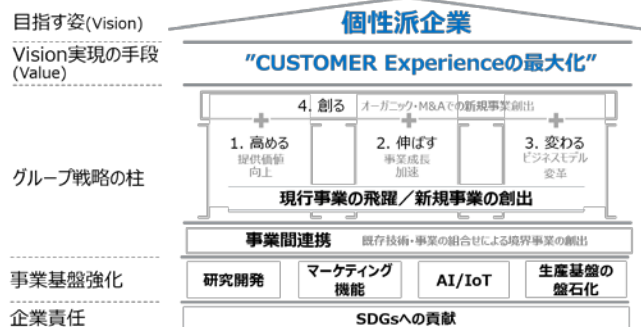 目指す姿(Vision)
個性派企業
Vision実現の手段
(Value)
”CUSTOMER Experienceの最大化”
グループ戦略の柱
4. 創る オーガニック・M&Aでの新規事業創出
1. 高める
提供価値
向上
2. 伸ばす
事業成長
加速
3. 変わる
ビジネスモデル
変革
現行事業の飛躍／新規事業の創出
事業間連携 既存技術・事業の組合せによる境界事業の創出
事業基盤強化
研究開発
マーケティング
機能
AI/IoT
生産基盤の
盤石化
企業責任
SDGsへの貢献